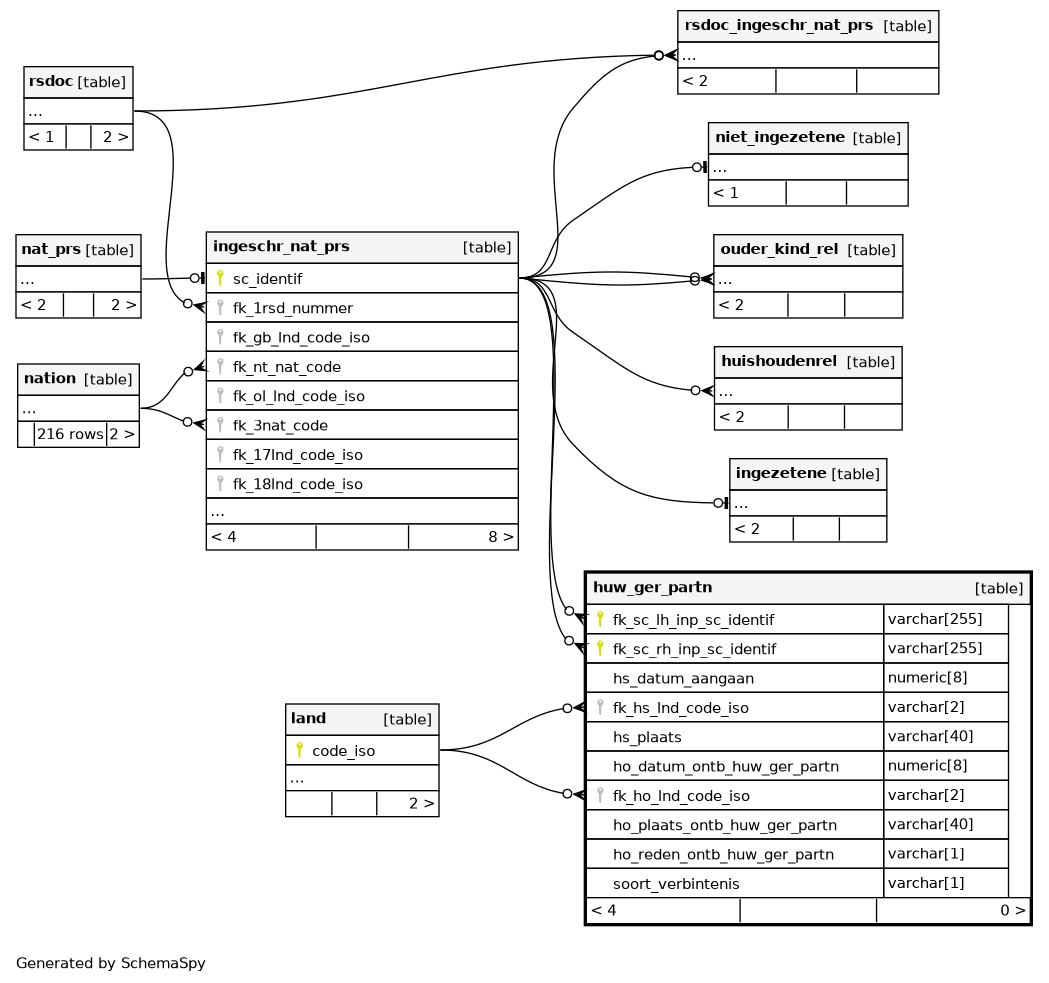 rsdoc_ingeschr_nat_prs [table]
...
< 2
rsdoc [table]
...
< 1 2 >
niet_ingezetene [table]
...
< 1
nat_prs [table]
...
< 2 2 >
ingeschr_nat_prs [table]
sc_identif
fk_1rsd_nummer
fk_gb_lnd_code_iso
fk_nt_nat_code
fk_ol_lnd_code_iso
fk_3nat_code
fk_17lnd_code_iso
fk_18lnd_code_iso
...
< 4 8 >
ouder_kind_rel [table]
...
< 2
nation [table]
...
216 rows 2 >
huishoudenrel [table]
...
< 2
ingezetene [table]
...
< 2
huw_ger_partn [table]
fk_sc_lh_inp_sc_identif varchar[255]
fk_sc_rh_inp_sc_identif varchar[255]
hs_datum_aangaan numeric[8]
fk_hs_lnd_code_iso varchar[2]
hs_plaats varchar[40]
ho_datum_ontb_huw_ger_partn numeric[8]
fk_ho_lnd_code_iso varchar[2]
ho_plaats_ontb_huw_ger_partn varchar[40]
ho_reden_ontb_huw_ger_partn varchar[1]
soort_verbintenis varchar[1]
< 4 0 >
land [table]
code_iso
...
2 >
Generated by SchemaSpy